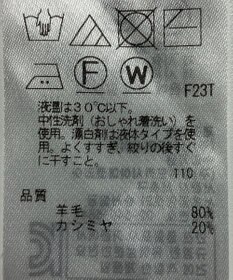 F
W
F23T
液温は30℃以下。
中性洗剤(おしゃれ着洗い)を
使用。漂白剤は液体タイプを使
用。よくすすぎ、絞りの後すぐ
に干すこと。
110
品質
羊毛 80%
カシミヤ 20%